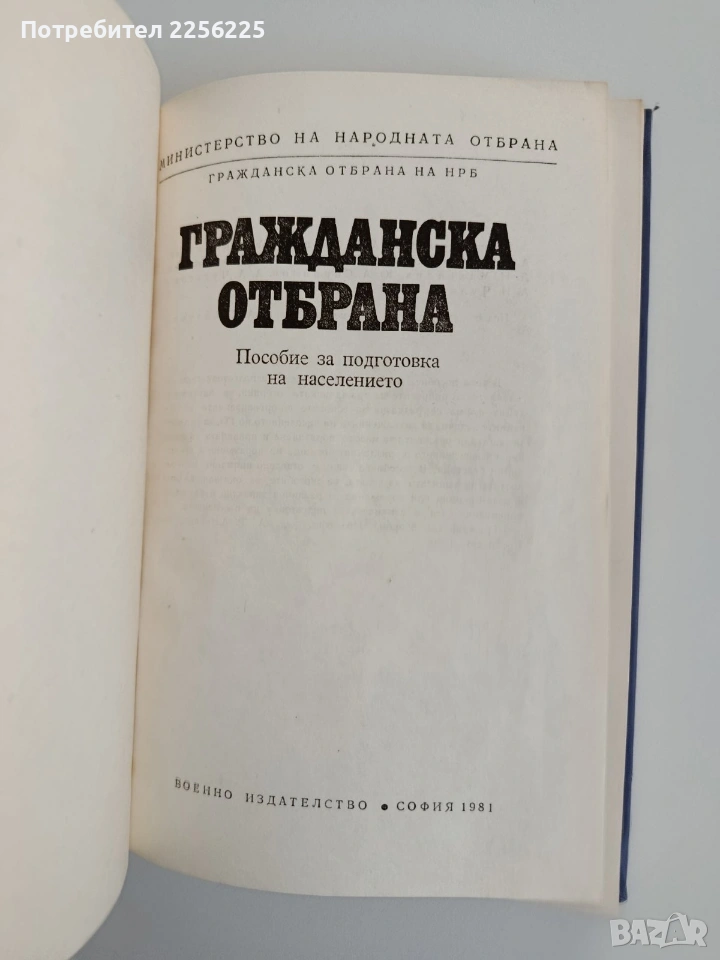 Потребител 2256225
МИНИСТЕРСТВО НА НАРОДНАТА ОТБРАНА
ГРАЖДАНСКА ОТБРАНА НА НРБ
ГРАЖДАНСКА
ОТБРАНА
Пособие за подготовка
на населението
ВОЕННО ИЗДАТЕЛСТВО • СОФИЯ 1981
BAZAR